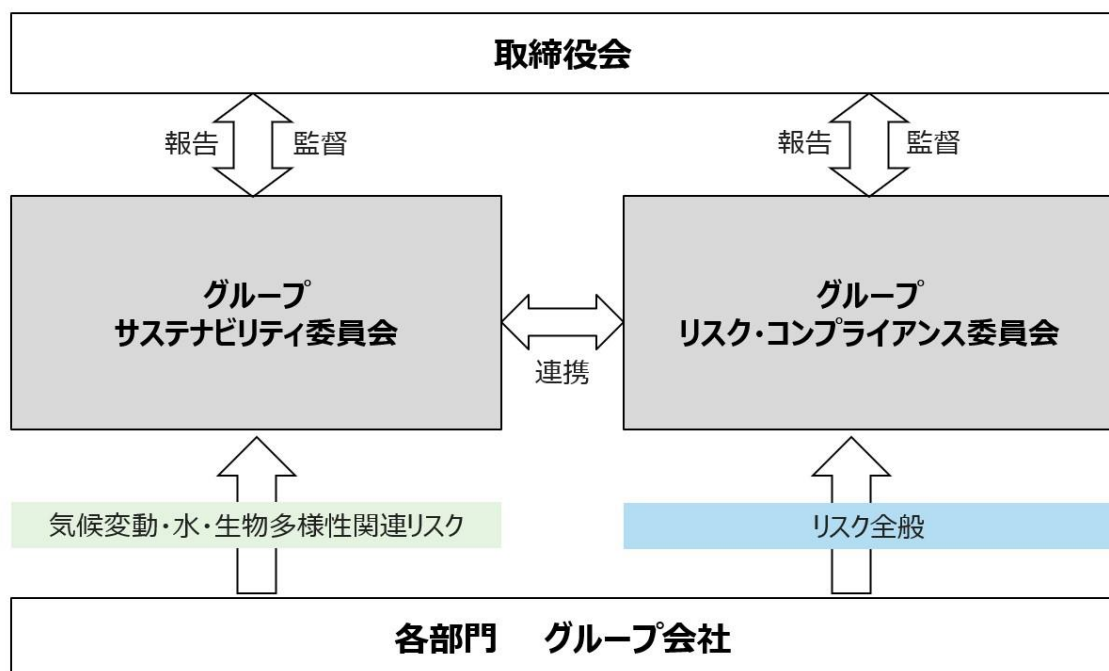 取締役会
報告 監督
報告 監督
グループ
サステナビリティ委員会
連携
グループ
リスク・コンプライアンス委員会
気候変動・水・生物多様性関連リスク
リスク全般
各部門 グループ会社